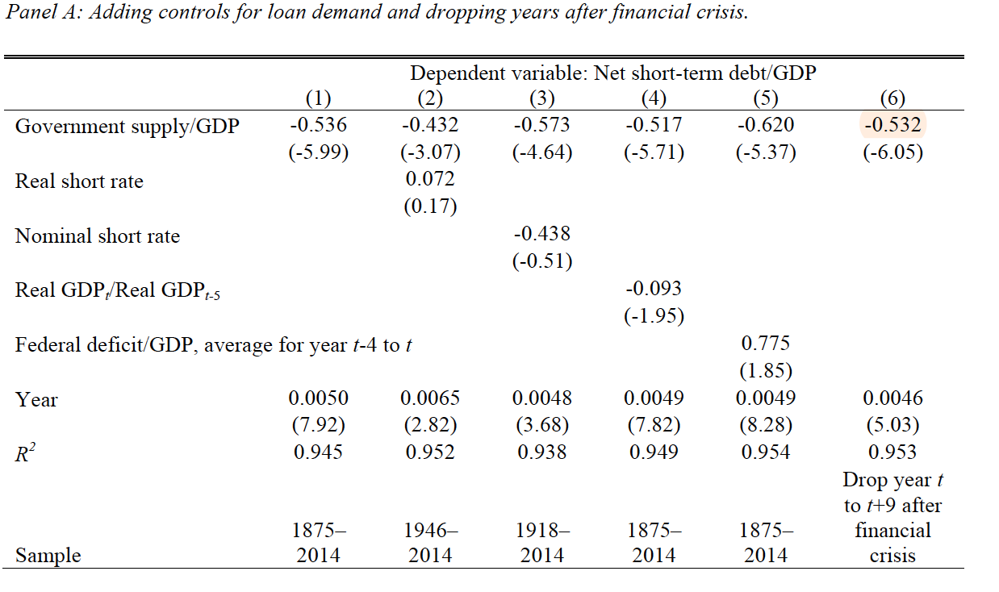 Panel A: Adding controls for loan demand and dropping years after financial crisis.
Dependent variable: Net short-term debt/GDP
(1) (2) (3) (4) (5) (6)
Government supply/GDP -0.536 -0.432 -0.573 -0.517 -0.620 -0.532
(-5.99) (-3.07) (-4.64) (-5.71) (-5.37) (-6.05)
Real short rate 0.072
(0.17)
Nominal short rate -0.438
(-0.51)
Real GDPt/Real GDPt-5 -0.093
(-1.95)
Federal deficit/GDP, average for year t-4 to t 0.775
(1.85)
Year 0.0050 0.0065 0.0048 0.0049 0.0049 0.0046
(7.92) (2.82) (3.68) (7.82) (8.28) (5.03)
R² 0.945 0.952 0.938 0.949 0.954 0.953
Drop year t
to t+9 after
1875– 1946– 1918– 1875– 1875– financial
Sample 2014 2014 2014 2014 2014 crisis